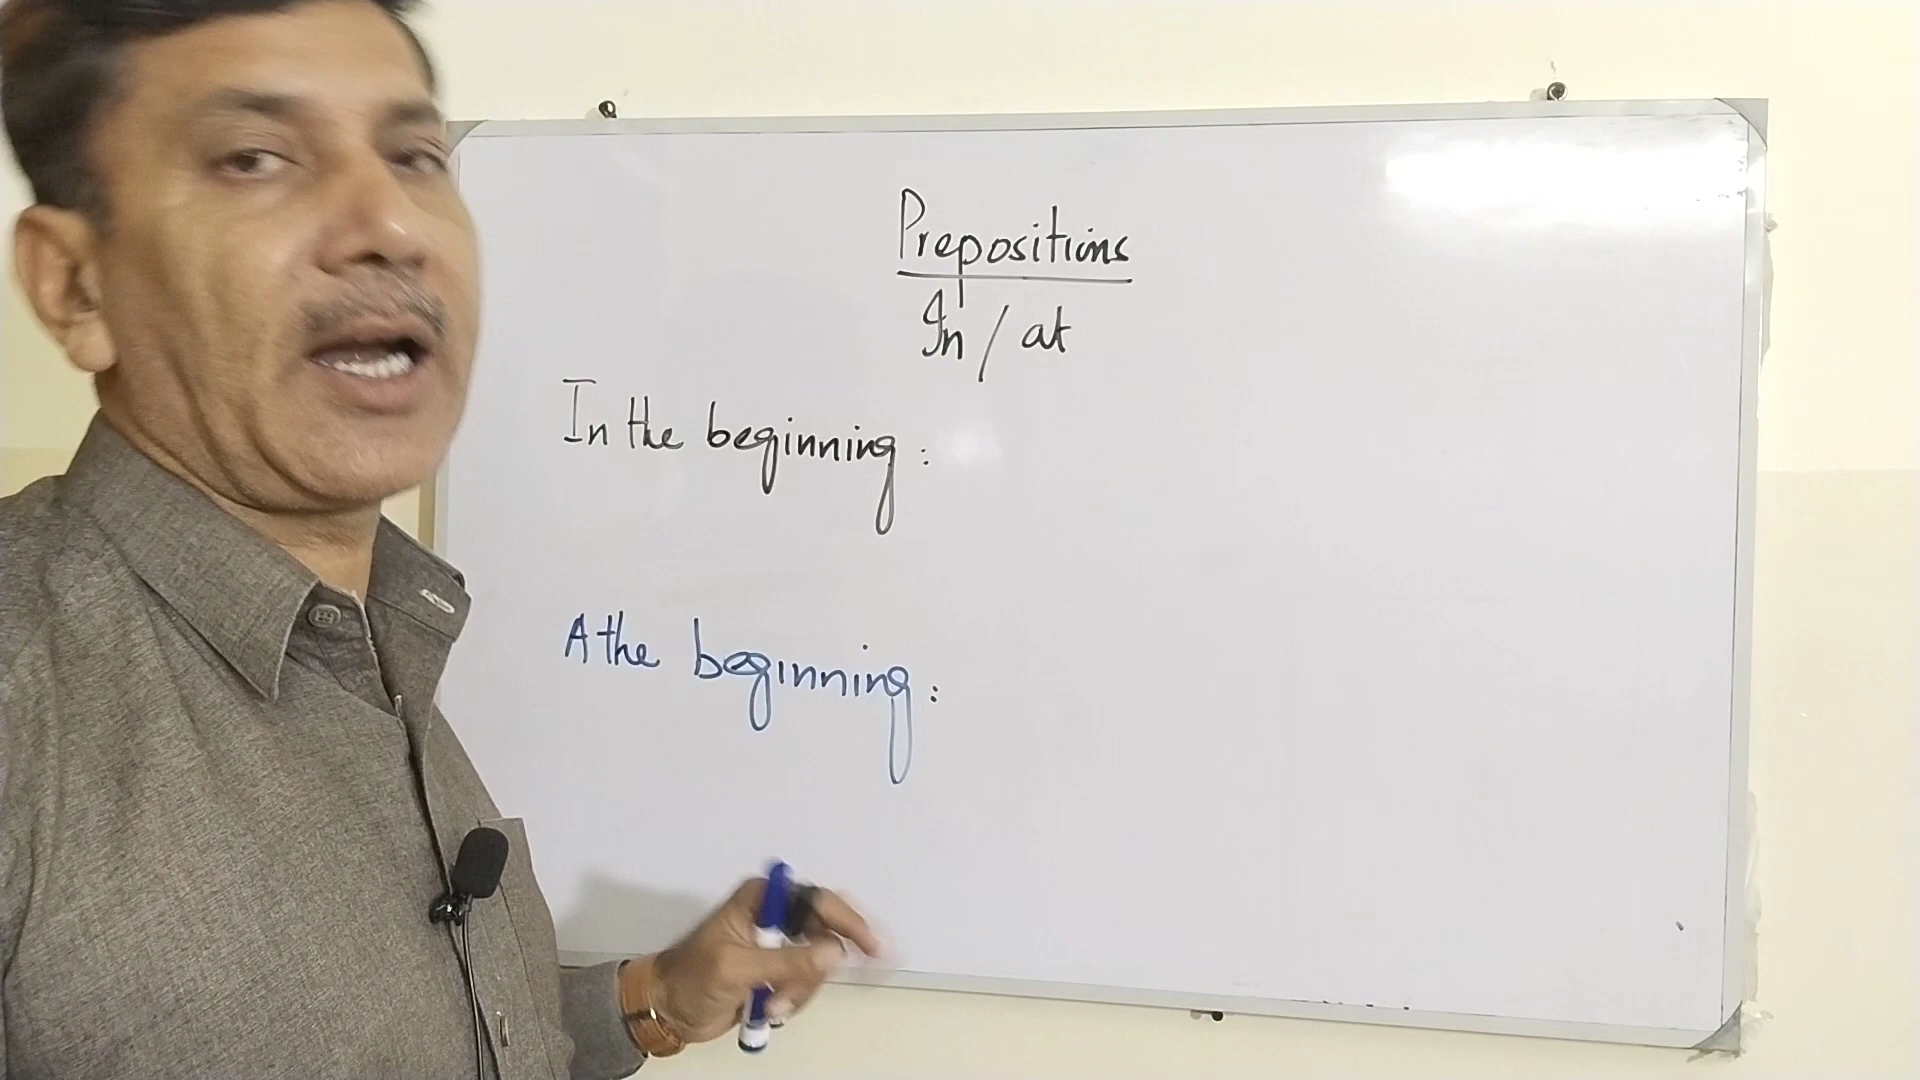 Prepositions
In / at
In the beginning :
A the beginning :